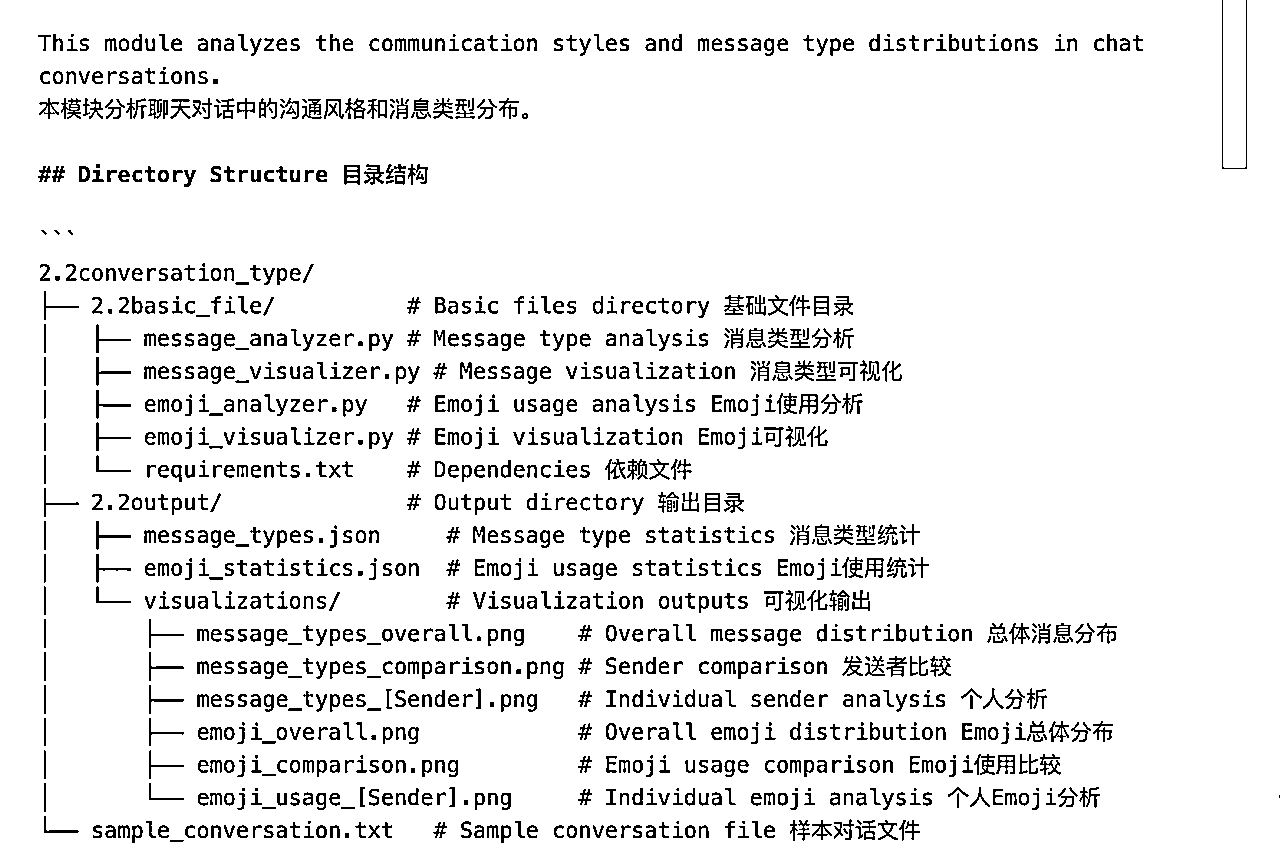 This module analyzes the communication styles and message type distributions in chat
conversations.
本模块分析聊天对话中的沟通风格和消息类型分布。
## Directory Structure 目录结构
```
2.2conversation_type/
├── 2.2basic_file/          # Basic files directory 基础文件目录
│   ├── message_analyzer.py # Message type analysis 消息类型分析
│   ├── message_visualizer.py # Message visualization 消息类型可视化
│   ├── emoji_analyzer.py   # Emoji usage analysis Emoji使用分析
│   ├── emoji_visualizer.py # Emoji visualization Emoji可视化
│   └── requirements.txt    # Dependencies 依赖文件
├── 2.2output/              # Output directory 输出目录
│   ├── message_types.json     # Message type statistics 消息类型统计
│   ├── emoji_statistics.json  # Emoji usage statistics Emoji使用统计
│   └── visualizations/        # Visualization outputs 可视化输出
│       ├── message_types_overall.png    # Overall message distribution 总体消息分布
│       ├── message_types_comparison.png # Sender comparison 发送者比较
│       ├── message_types_[Sender].png   # Individual sender analysis 个人分析
│       ├── emoji_overall.png            # Overall emoji distribution Emoji总体分布
│       ├── emoji_comparison.png         # Emoji usage comparison Emoji使用比较
│       └── emoji_usage_[Sender].png     # Individual emoji analysis 个人Emoji分析
└── sample_conversation.txt   # Sample conversation file 样本对话文件